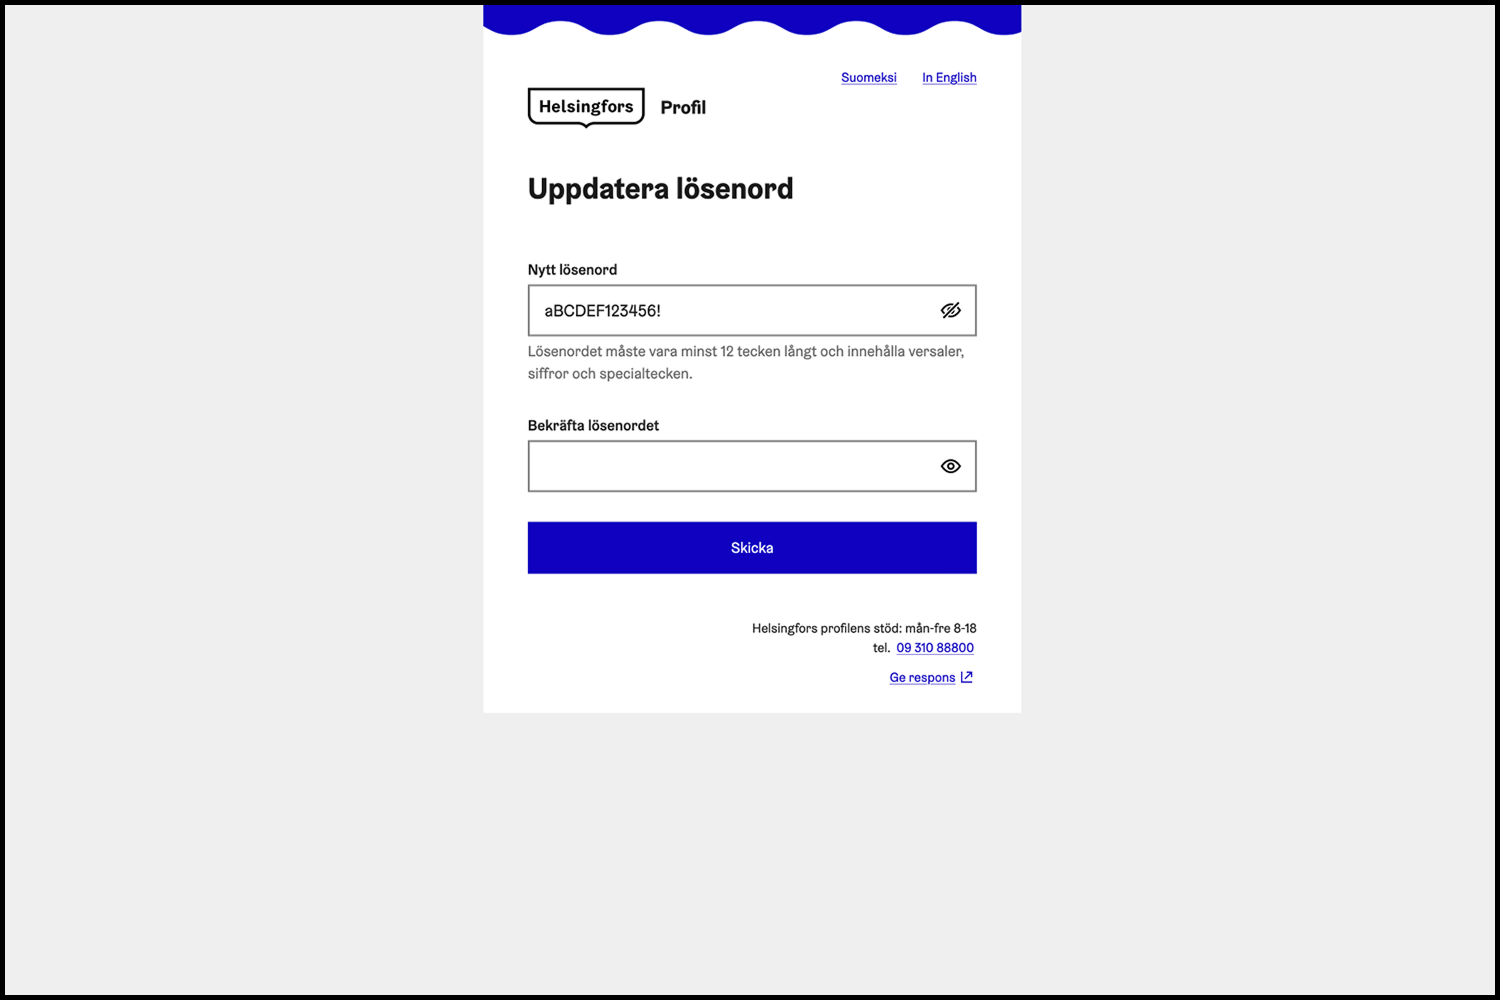 Suomeksi In English
Helsingfors Profil
Uppdatera lösenord
Nytt lösenord
aBCDEF123456!
Lösenordet måste vara minst 12 tecken långt och innehålla versaler,
siffror och specialtecken.
Bekräfta lösenordet
Skicka
Helsingfors profilens stöd: mån-fre 8-18
tel. 09 310 88800
Ge respons